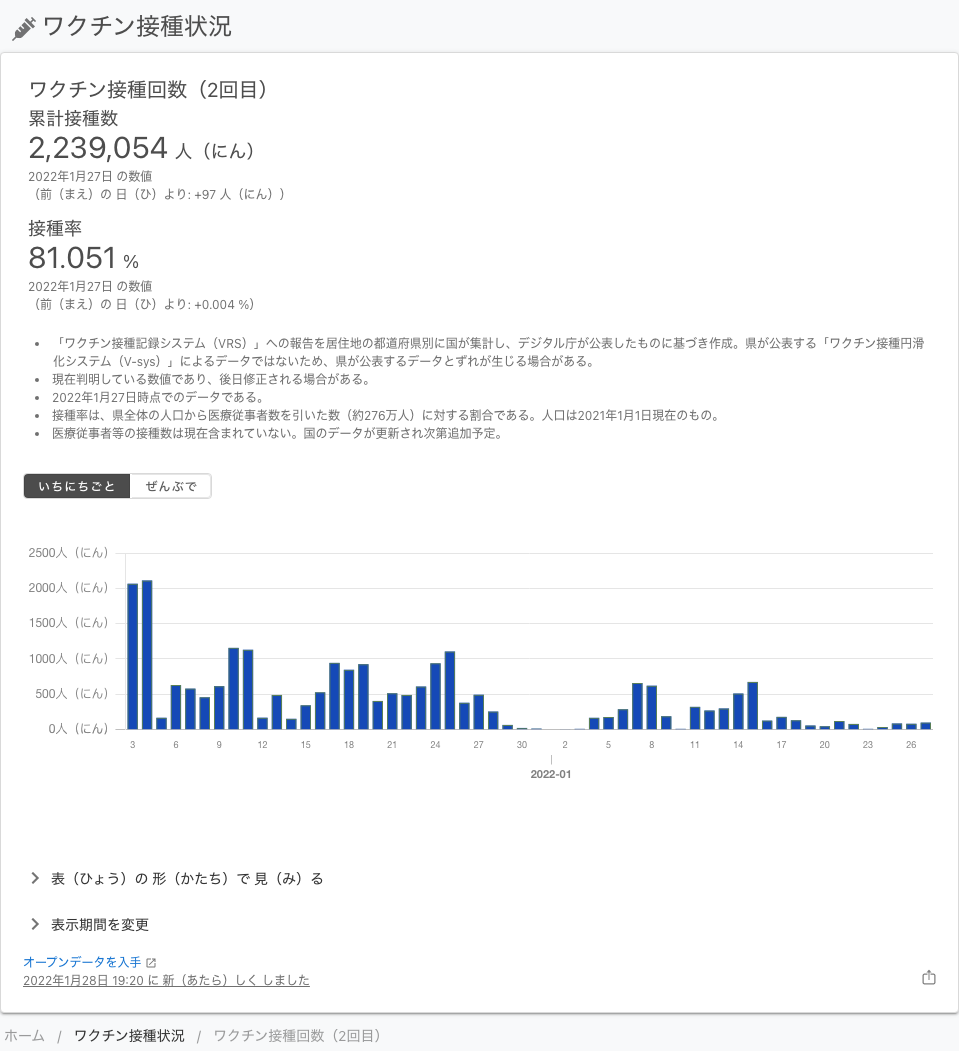 ワクチン接種状況
ワクチン接種回数（2回目）
累計接種数
2,239,054 人（にん）
2022年1月27日 の数値
（前（まえ）の 日（ひ）より: +97 人（にん））
接種率
81.051 %
2022年1月27日 の数値
（前（まえ）の 日（ひ）より: +0.004 %）
• 「ワクチン接種記録システム（VRS）」への報告を居住地の都道府県別に国が集計し、デジタル庁が公表したものに基づき作成。県が公表する「ワクチン接種円滑
化システム（V-sys）」によるデータではないため、県が公表するデータとずれが生じる場合がある。
• 現在判明している数値であり、後日修正される場合がある。
• 2022年1月27日時点でのデータである。
• 接種率は、県全体の人口から医療従事者数を引いた数（約276万人）に対する割合である。人口は2021年1月1日現在のもの。
• 医療従事者等の接種数は現在含まれていない。国のデータが更新され次第追加予定。
いちにちごと ぜんぶで
2500人（にん）
2000人（にん）
1500人（にん）
1000人（にん）
500人（にん）
0人（にん）
3 6 9 12 15 18 21 24 27 30 2 5 8 11 14 17 20 23 26
2022-01
表（ひょう）の 形（かたち）で 見（み）る
表示期間を変更
オープンデータを入手
2022年1月28日 19:20 に 新（あたら）しく しました
ホーム / ワクチン接種状況 / ワクチン接種回数（2回目）